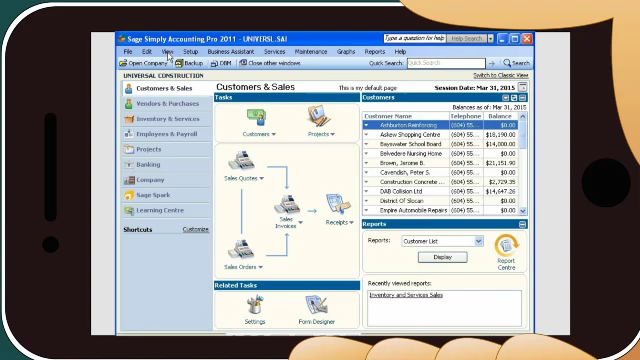 Sage Simply Accounting Pro 2011 - UNIVERSL.SAI
Type a question for help
Help Search
File Edit View Setup Business Assistant Services Maintenance Graphs Reports Help
Open Company Backup DBM Close other windows Quick Search: Quick Search Search
UNIVERSAL CONSTRUCTION
Switch to Classic View
Customers & Sales
Vendors & Purchases
Inventory & Services
Employees & Payroll
Projects
Banking
Company
Sage Spark
Learning Centre
Shortcuts Customize
Customers & Sales This is my default page Session Date: Mar 31, 2015
Tasks
Customers
Projects
Sales Quotes
Sales
Invoices
Receipts
Sales Orders
Related Tasks
Settings
Form Designer
Customers
Balances as of: Mar 31, 2015
Customer Name Telephone Balance
Ashburton Reinforcing (604) 55... $0.00
Askew Shopping Centre (604) 55... $18,190.00
Bayswater School Board (604) 55... $14,000.00
Belvedere Nursing Home (604) 55... $0.00
Brown, Jerome B. (604) 55... $21,151.90
Cavendish, Peter S. (604) 55... $0.00
Construction Concrete ... (604) 55... $2,729.35
DAB Collision Ltd (604) 55... $14,647.26
District Of Slocan (604) 55... $0.00
Empire Automobile Repairs (604) 55... $0.00
Reports
Reports: Customer List
Display
Report
Centre
Recently viewed reports:
Inventory and Services Sales